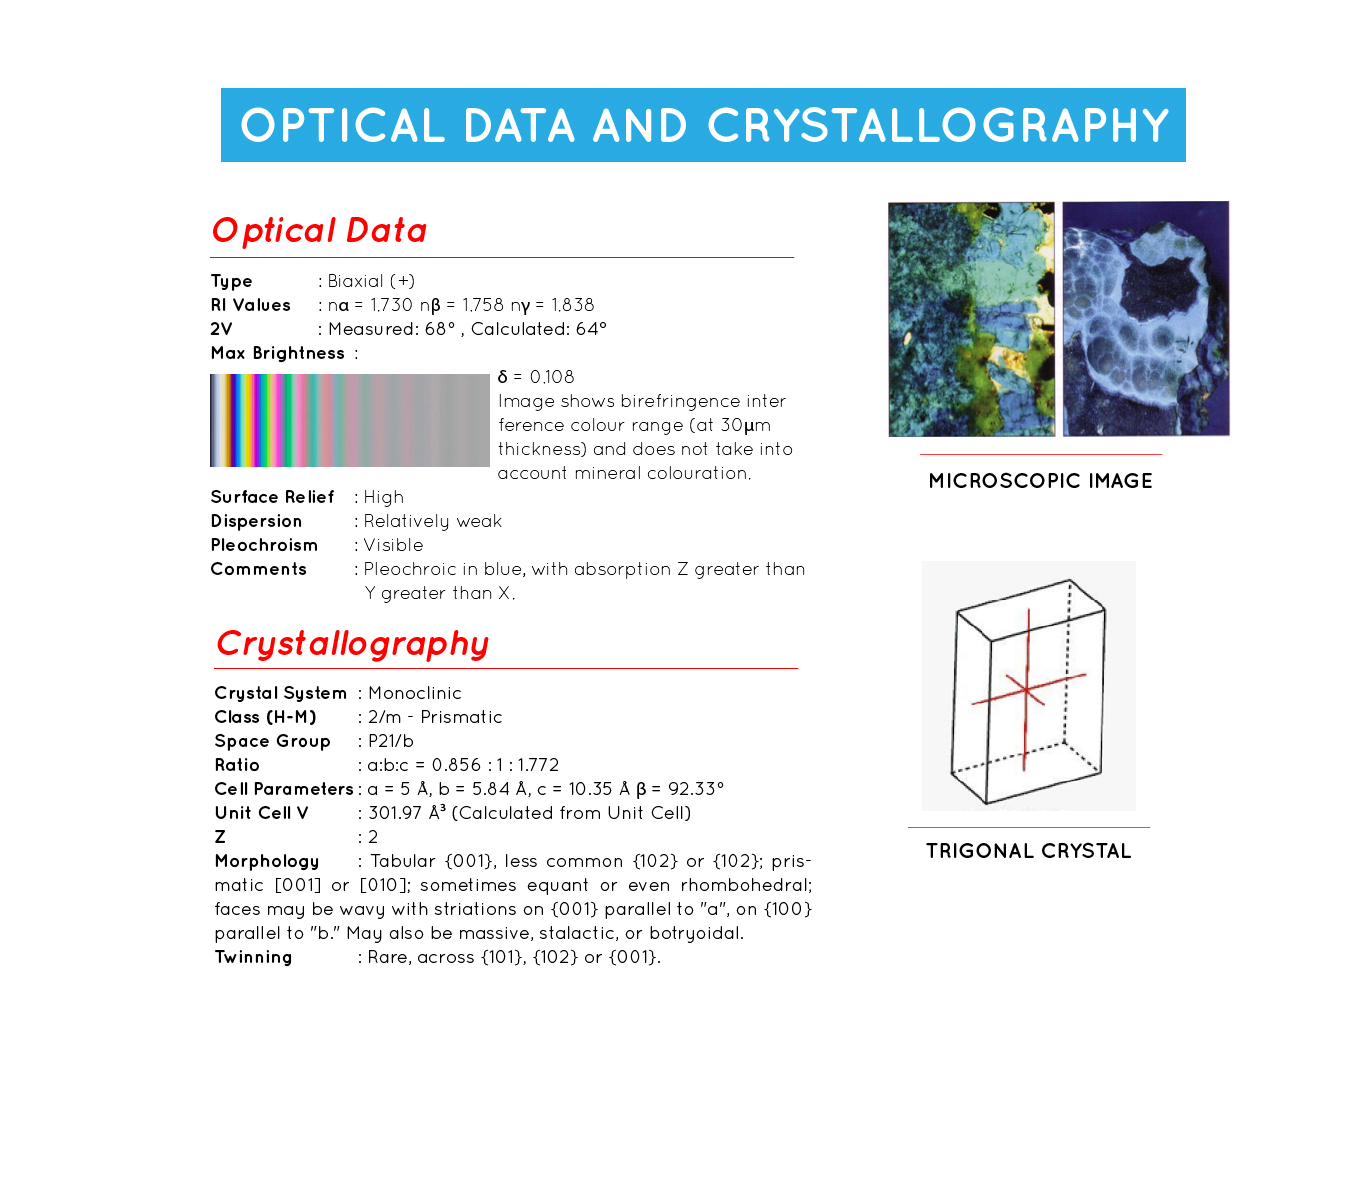 OPTICAL DATA AND CRYSTALLOGRAPHY
Optical Data
Type : Biaxial (+)
RI Values : nα = 1.730 nβ = 1.758 nγ = 1.838
2V : Measured: 68° , Calculated: 64°
Max Brightness :
δ = 0.108
Image shows birefringence inter
ference colour range (at 30µm
thickness) and does not take into
account mineral colouration.
Surface Relief : High
Dispersion : Relatively weak
Pleochroism : Visible
Comments : Pleochroic in blue, with absorption Z greater than
Y greater than X.
Crystallography
Crystal System : Monoclinic
Class (H-M) : 2/m - Prismatic
Space Group : P21/b
Ratio : a:b:c = 0.856 : 1 : 1.772
Cell Parameters : a = 5 Å, b = 5.84 Å, c = 10.35 Å β = 92.33°
Unit Cell V : 301.97 Å³ (Calculated from Unit Cell)
Z : 2
Morphology : Tabular {001}, less common {102} or {102}; pris-
matic [001] or [010]; sometimes equant or even rhombohedral;
faces may be wavy with striations on {001} parallel to "a", on {100}
parallel to "b." May also be massive, stalactic, or botryoidal.
Twinning : Rare, across {101}, {102} or {001}.
MICROSCOPIC IMAGE
TRIGONAL CRYSTAL